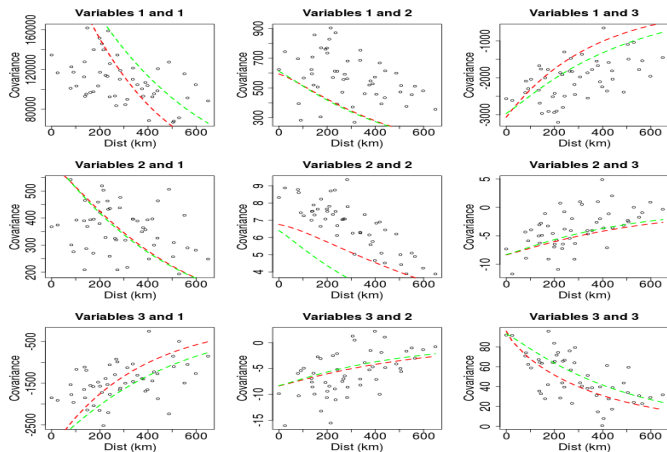 Variables 1 and 1
Covariance
160000
120000
80000
0 200 400 600
Dist (km)
Variables 1 and 2
Covariance
900
700
500
300
0 200 400 600
Dist (km)
Variables 1 and 3
Covariance
-1000
-2000
-3000
0 200 400 600
Dist (km)
Variables 2 and 1
Covariance
500
400
300
200
0 200 400 600
Dist (km)
Variables 2 and 2
Covariance
9
8
7
6
5
4
0 200 400 600
Dist (km)
Variables 2 and 3
Covariance
5
0
-5
-10
0 200 400 600
Dist (km)
Variables 3 and 1
Covariance
-500
-1500
-2500
0 200 400 600
Dist (km)
Variables 3 and 2
Covariance
0
-5
-10
-15
0 200 400 600
Dist (km)
Variables 3 and 3
Covariance
80
60
40
20
0
0 200 400 600
Dist (km)